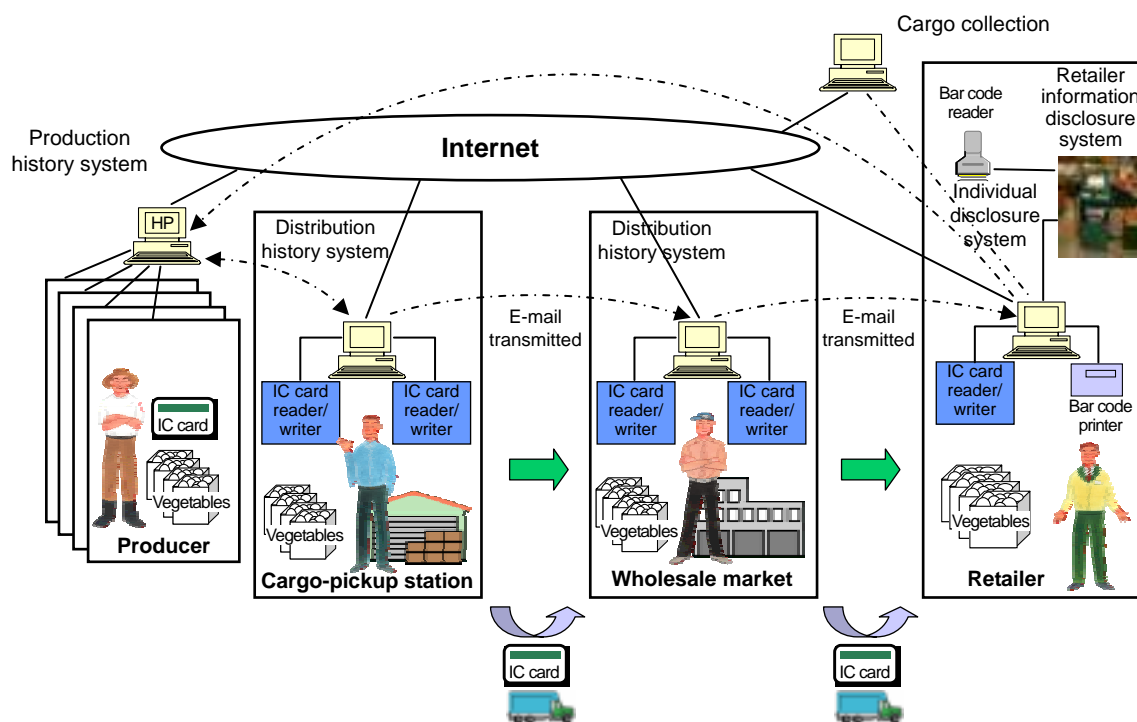 Cargo collection
Retailer
information
disclosure
system
Bar code
reader
Production
history system
Internet
Individual
disclosure
system
HP
Distribution
history system
Distribution
history system
E-mail
transmitted
E-mail
transmitted
IC card
reader/
writer
IC card
reader/
writer
IC card
reader/
writer
IC card
reader/
writer
IC card
reader/
writer
Bar code
printer
IC card
Vegetables
Producer
Vegetables
Cargo-pickup station
Vegetables
Wholesale market
Vegetables
Retailer
IC card
IC card